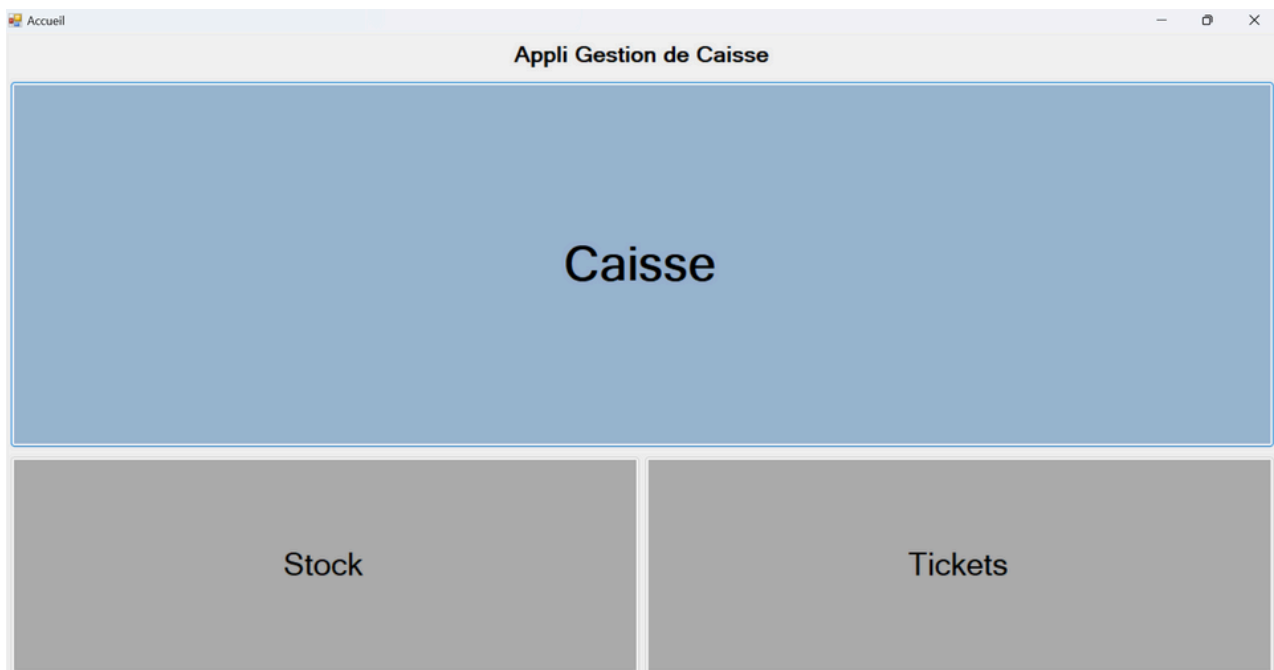 Accueil
Appli Gestion de Caisse
Caisse
Stock
Tickets